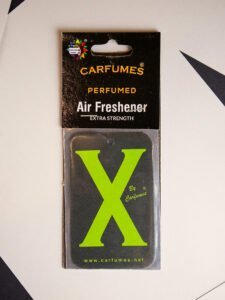 CARFUMES®
PERFUMED
Air Freshener
EXTRA STRENGTH
X
By
Carfumes
®
www.carfumes.net